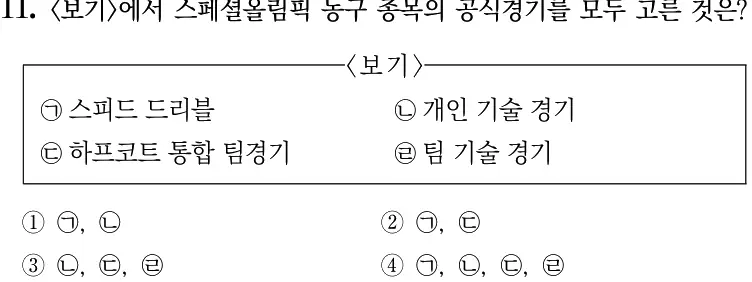 11. 〈보기〉에서 스페셜올림픽 농구 종목의 공식경기를 모두 고른 것은?
〈보기〉
㉠ 스피드 드리블 ㉡ 개인 기술 경기
㉢ 하프코트 통합 팀경기 ㉣ 팀 기술 경기
① ㉠, ㉡ ② ㉠, ㉢
③ ㉡, ㉢, ㉣ ④ ㉠, ㉡, ㉢, ㉣